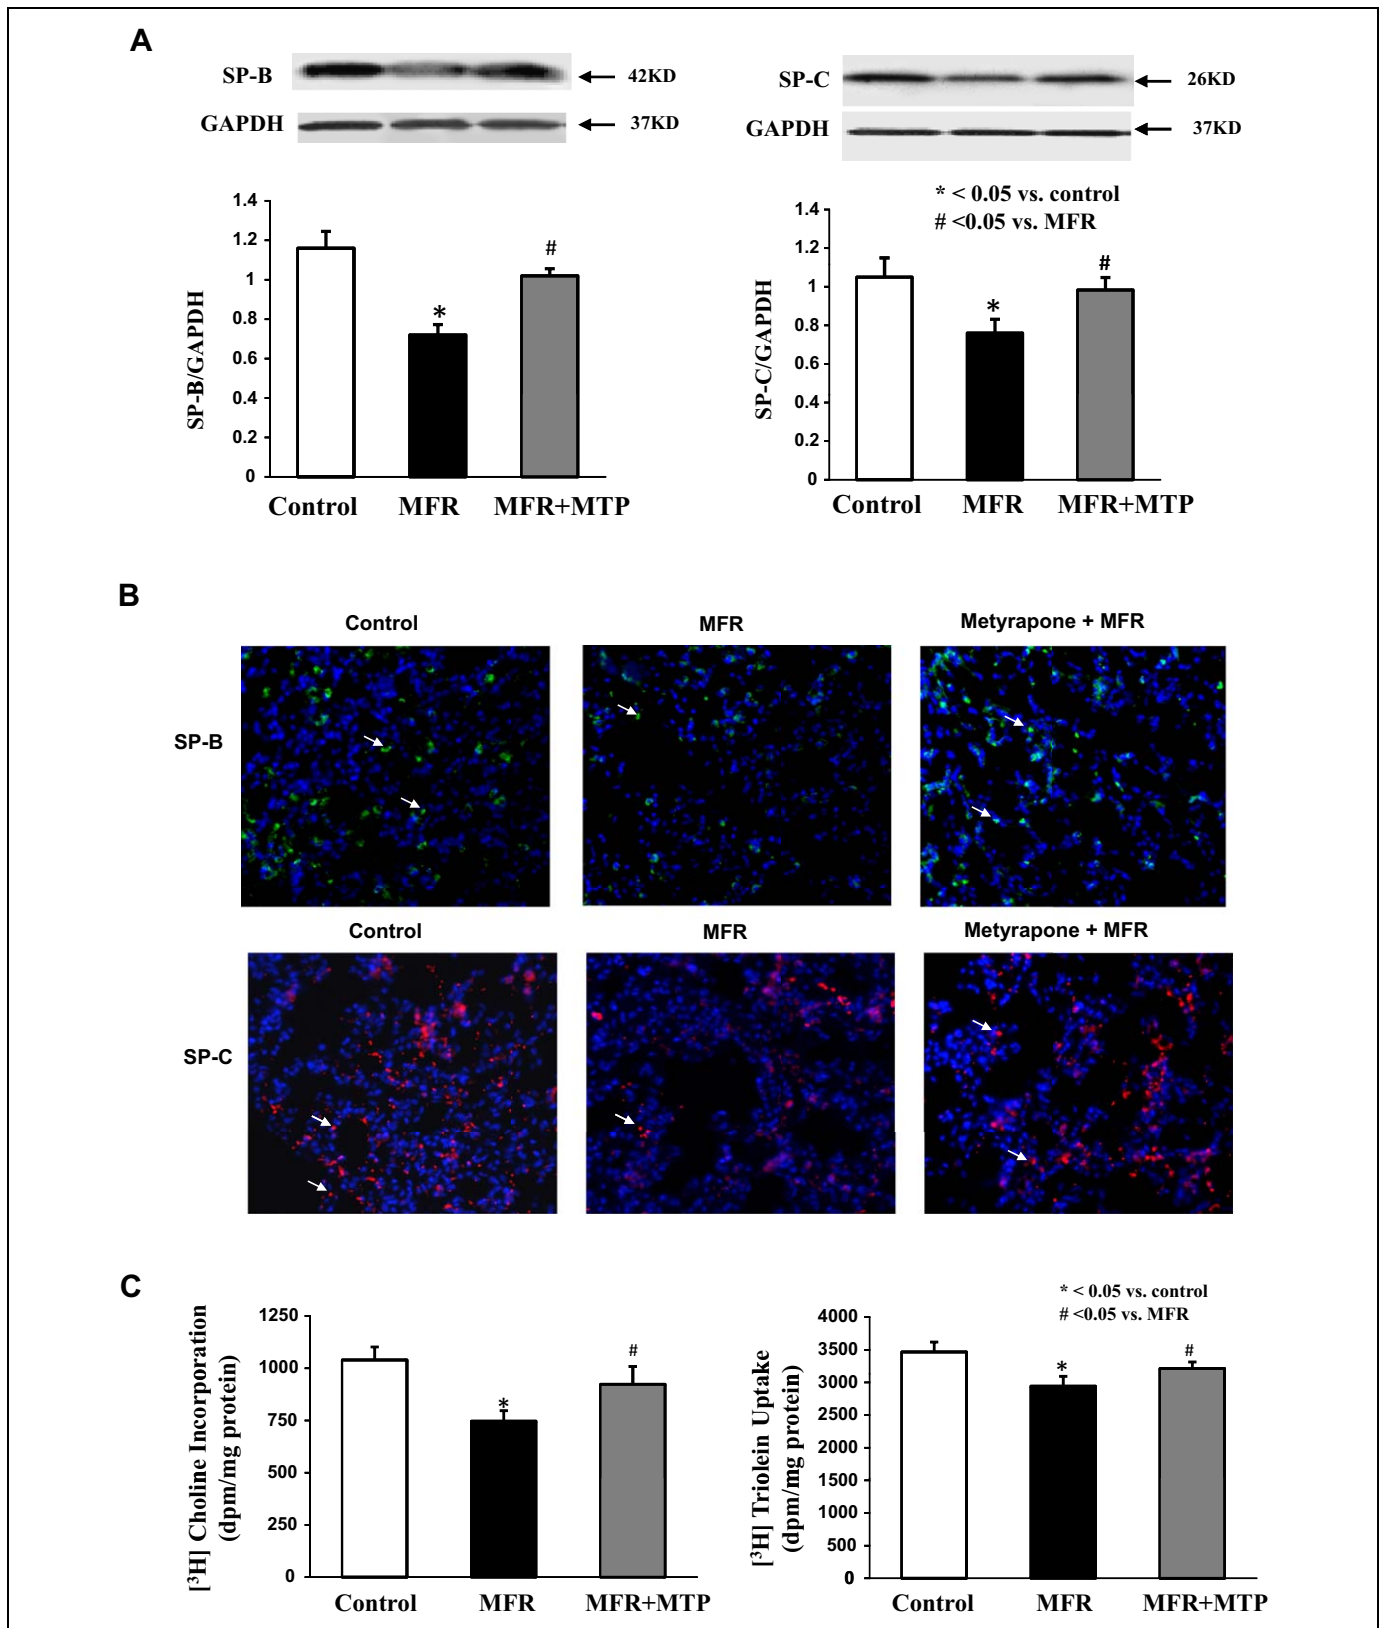 A
SP-B
42KD
GAPDH
37KD
SP-C
26KD
GAPDH
37KD
SP-B/GAPDH
1.4
1.2
1
0.8
0.6
0.4
0.2
0
*
#
Control MFR MFR+MTP
* < 0.05 vs. control
# <0.05 vs. MFR
SP-C/GAPDH
1.4
1.2
1
0.8
0.6
0.4
0.2
0
*
#
Control MFR MFR+MTP
B
Control MFR Metyrapone + MFR
SP-B
Control MFR Metyrapone + MFR
SP-C
C
[³H] Choline Incorporation
(dpm/mg protein)
1250
1000
750
500
250
0
*
#
Control MFR MFR+MTP
* < 0.05 vs. control
# <0.05 vs. MFR
[³H] Triolein Uptake
(dpm/mg protein)
4000
3500
3000
2500
2000
1500
1000
500
0
*
#
Control MFR MFR+MTP